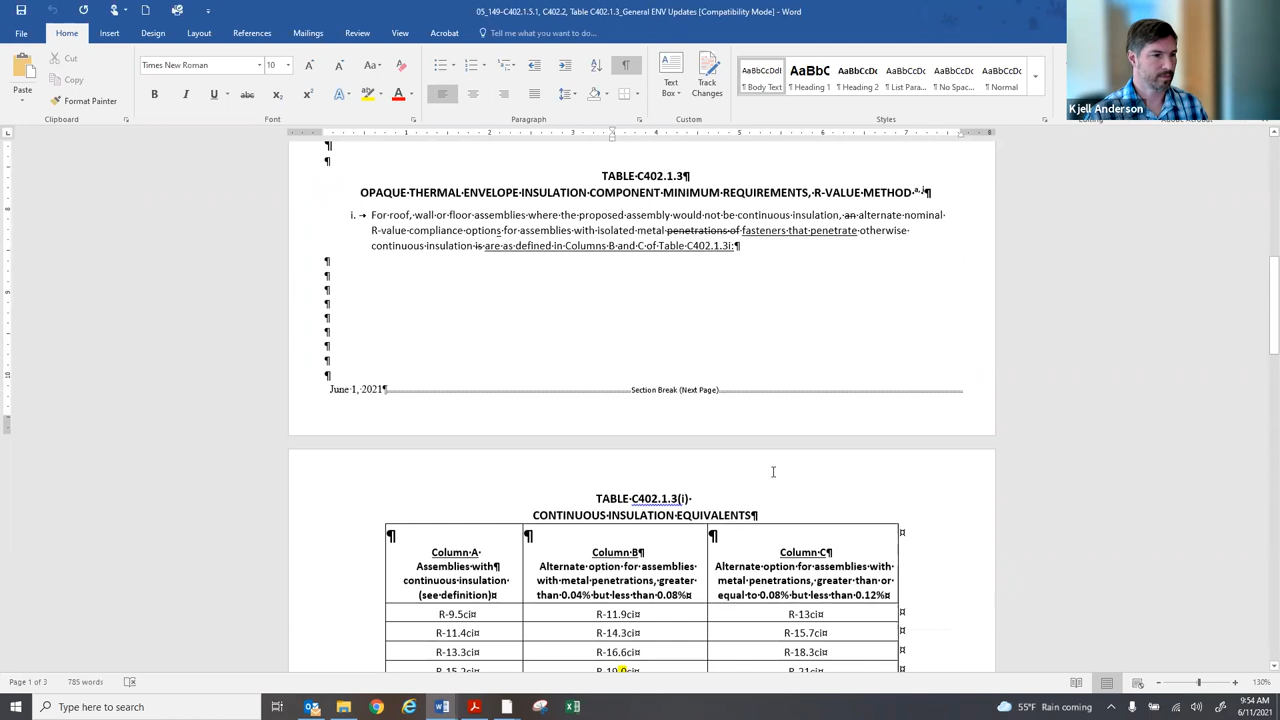 05_149-C402.1.5.1, C402.2, Table C402.1.3_General ENV Updates [Compatibility Mode] - Word
File Home Insert Design Layout References Mailings Review View Acrobat Tell me what you want to do...
Cut
Copy
Format Painter
Paste
Times New Roman 10
Text Box
Track Changes
AaBbCcDdI AaBbC AaBbCcDc AaBbCcDc AaBbCcDc AaBbCcDc
¶ Body Text Heading 1 ¶ Heading 2 ¶ List Para... ¶ No Spac... ¶ Normal
Clipboard Font Paragraph Custom Styles Editing
Kjell Anderson
TABLE·C402.1.3¶
OPAQUE·THERMAL·ENVELOPE·INSULATION·COMPONENT·MINIMUM·REQUIREMENTS,·R-VALUE·METHOD·a,·j¶
i. → For·roof,·wall·or·floor·assemblies·where·the·proposed·assembly·would·not·be·continuous·insulation,·an·alternate·nominal·
R-value·compliance·options·for·assemblies·with·isolated·metal·penetrations·of·fasteners·that·penetrate·otherwise·
continuous·insulation·is·are·as·defined·in·Columns·B·and·C·of·Table·C402.1.3i:¶
June·1,·2021¶ Section Break (Next Page)
TABLE·C402.1.3(i)·
CONTINUOUS·INSULATION·EQUIVALENTS¶
Column·A·
Assemblies·with¶
continuous·insulation·
(see·definition)¤
Column·B¶
Alternate·option·for·assemblies·
with·metal·penetrations,·greater·
than·0.04%·but·less·than·0.08%¤
Column·C¶
Alternate·option·for·assemblies·with·
metal·penetrations,·greater·than·or·
equal·to·0.08%·but·less·than·0.12%¤
R-9.5ci¤ R-11.9ci¤ R-13ci¤
R-11.4ci¤ R-14.3ci¤ R-15.7ci¤
R-13.3ci¤ R-16.6ci¤ R-18.3ci¤
R-15.2ci¤ R-19.0ci¤ R-21ci¤
Page 1 of 3 785 words 130%
Type here to search
55°F Rain coming
9:54 AM
6/11/2021